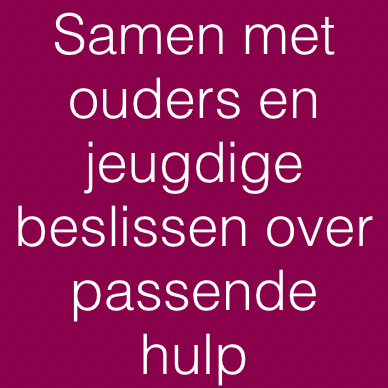 Samen met
ouders en
jeugdige
beslissen over
passende
hulp